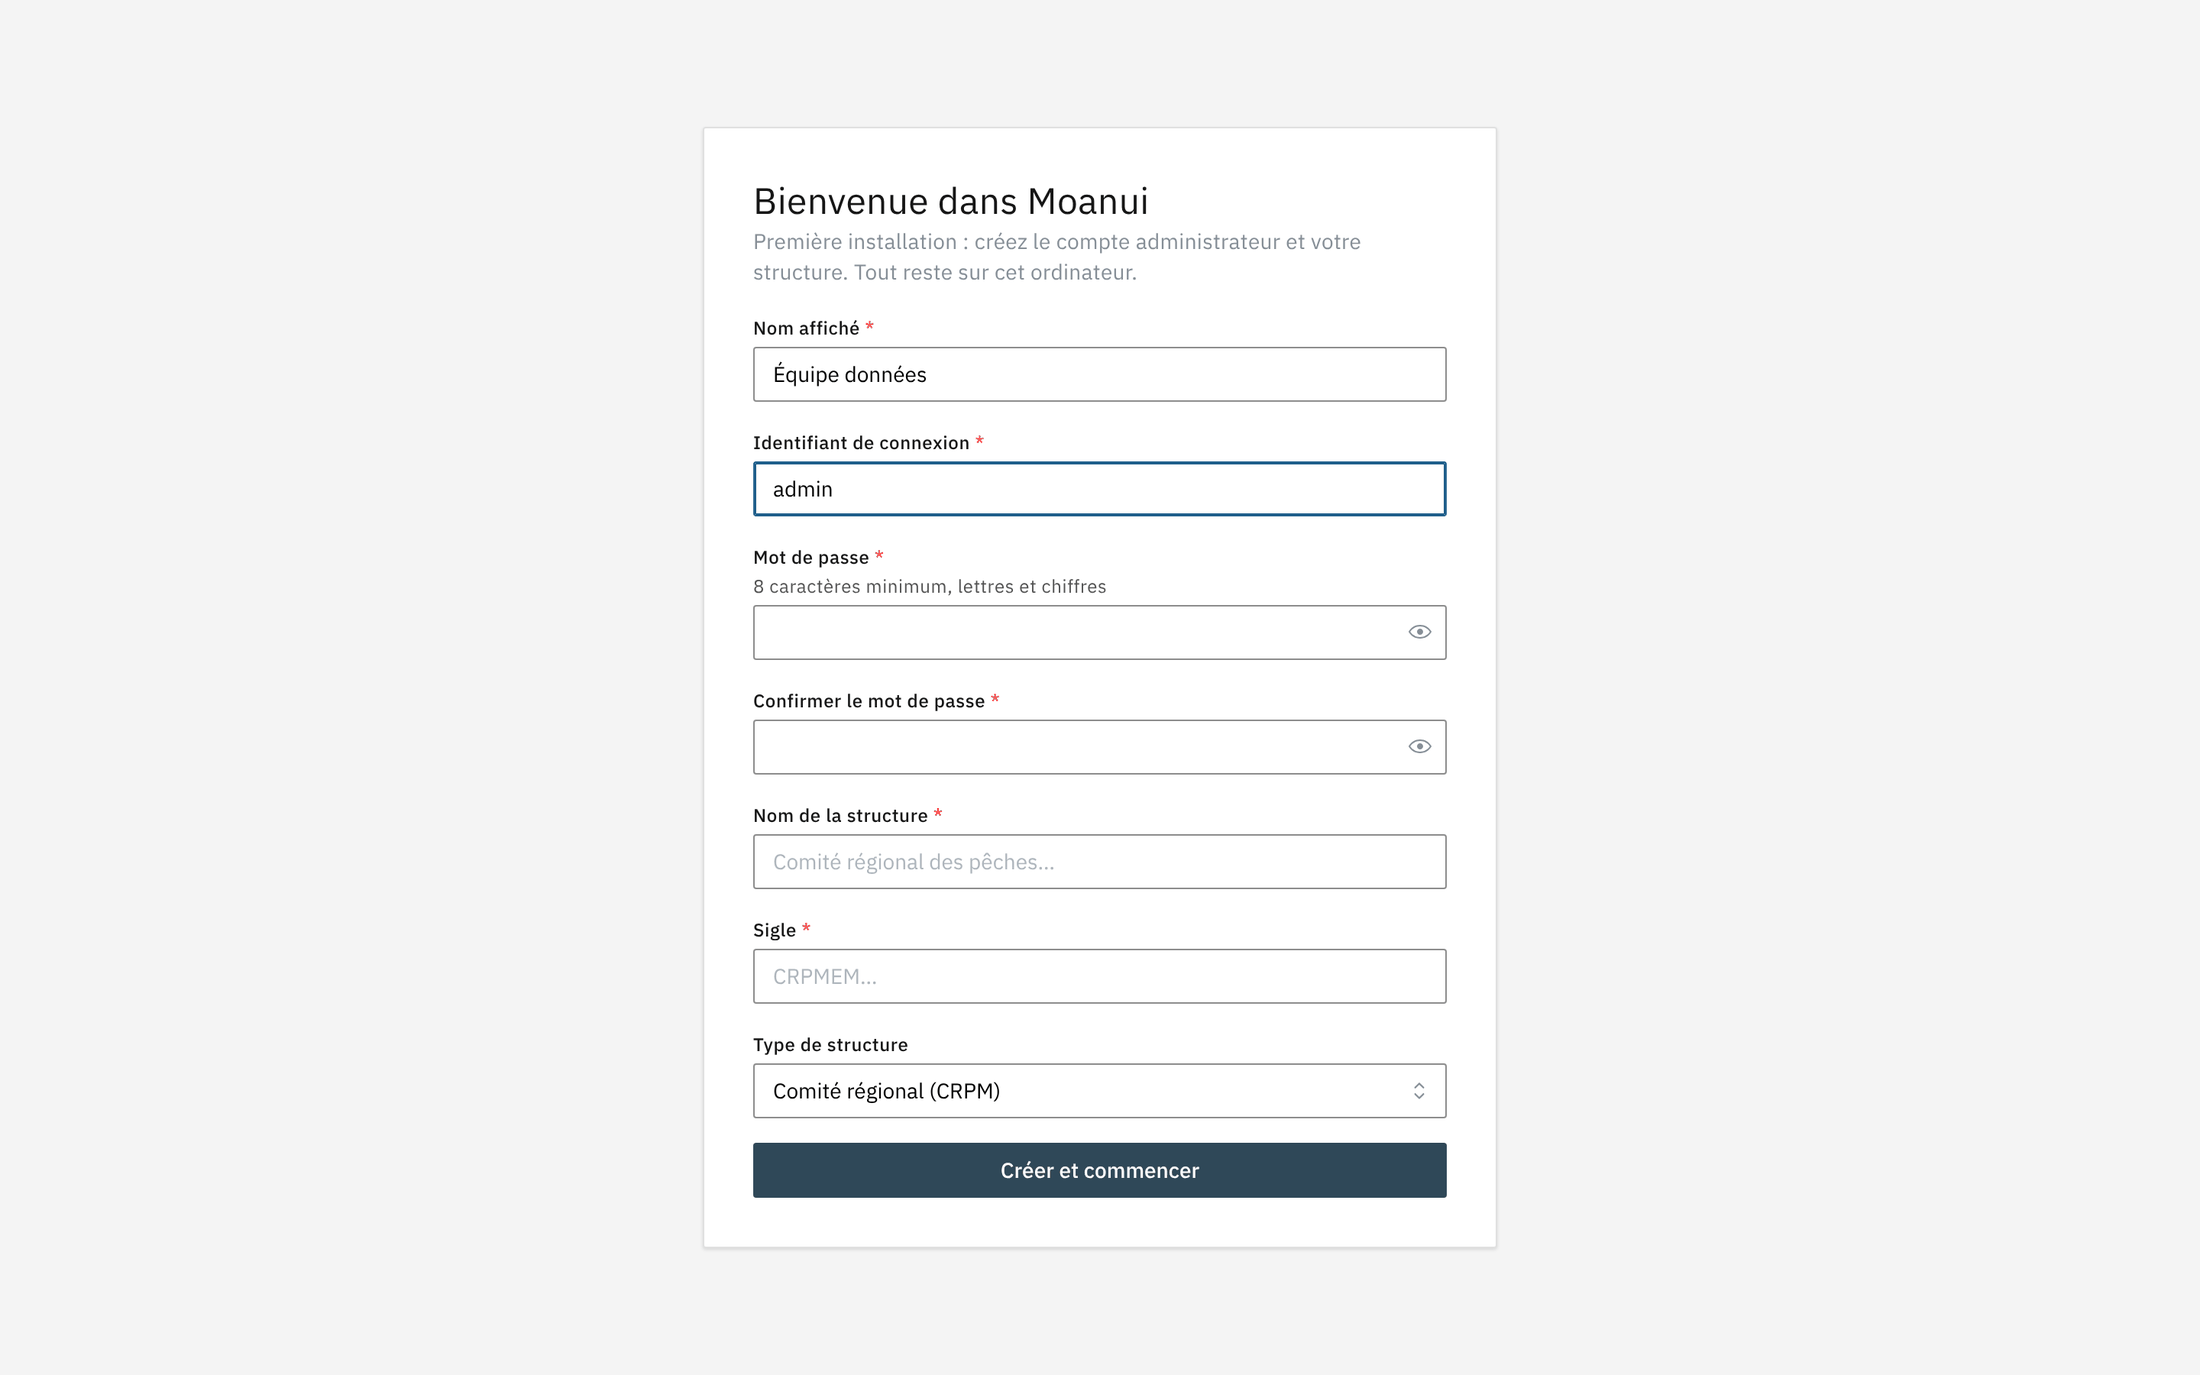 Bienvenue dans Moanui
Première installation : créez le compte administrateur et votre
structure. Tout reste sur cet ordinateur.
Nom affiché *
Équipe données
Identifiant de connexion *
admin
Mot de passe *
8 caractères minimum, lettres et chiffres
Confirmer le mot de passe *
Nom de la structure *
Comité régional des pêches...
Sigle *
CRPMEM...
Type de structure
Comité régional (CRPM)
Créer et commencer